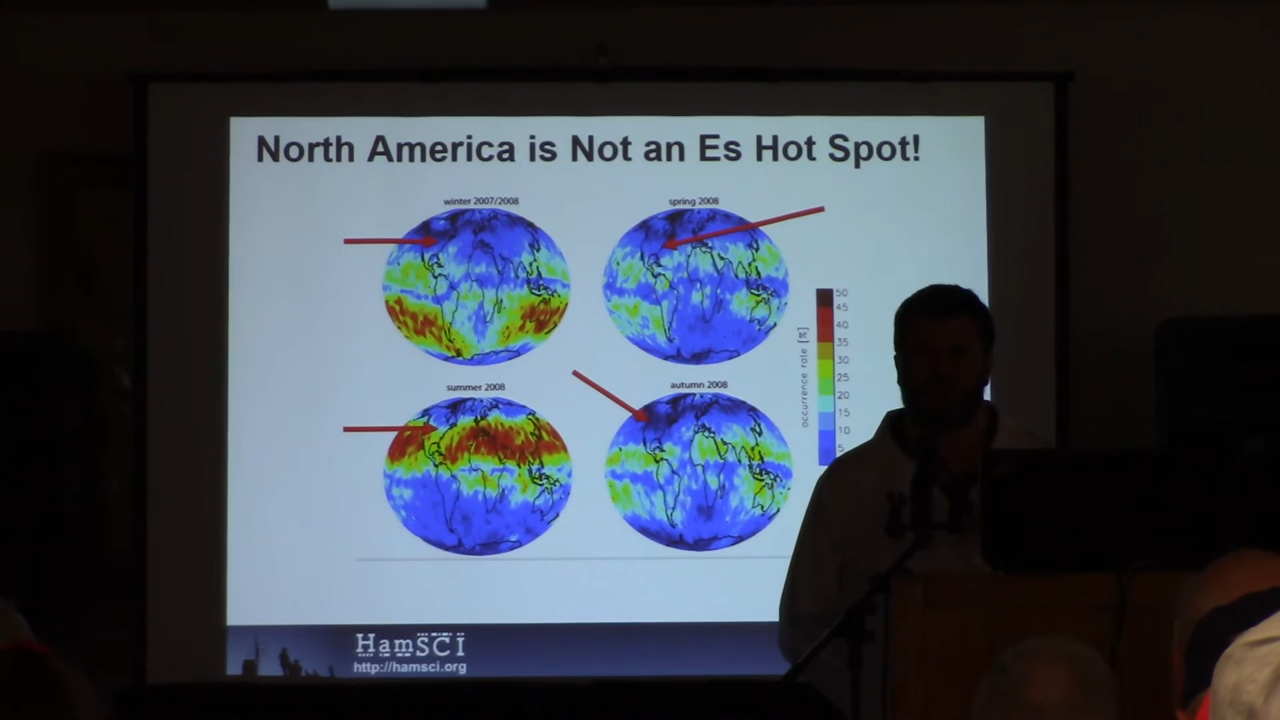 North America is Not an Es Hot Spot!
winter 2007/2008
spring 2008
50
45
40
35
30
25
20
15
10
5
occurrence rate [%]
summer 2008
autumn 2008
HamSCI
http://hamsci.org